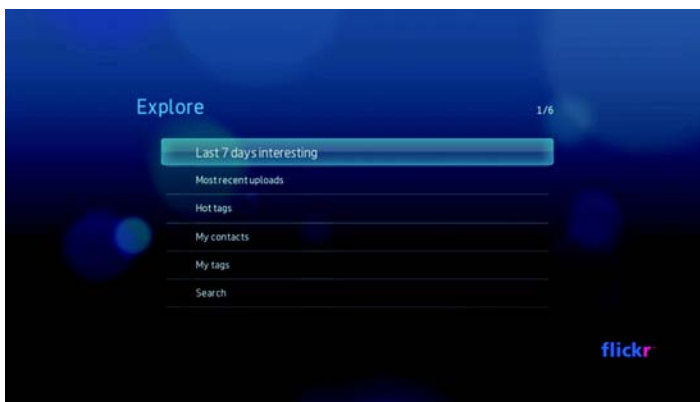 Explore
1/6
Last 7 days interesting
Most recent uploads
Hot tags
My contacts
My tags
Search
flickr